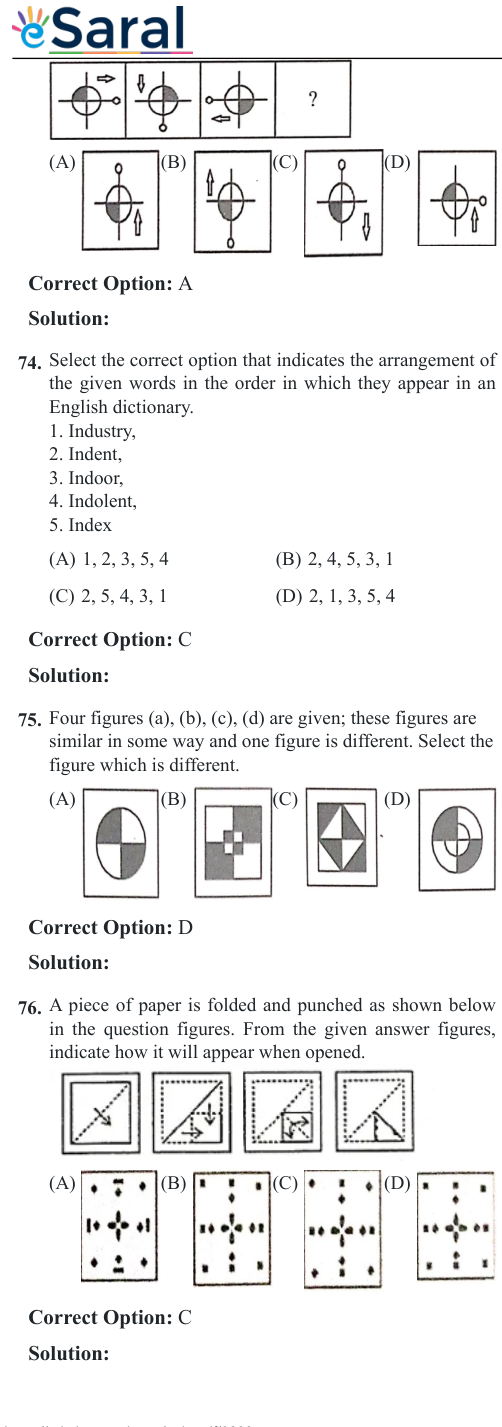 eSaral
?
(A) (B) (C) (D)
Correct Option: A
Solution:
74. Select the correct option that indicates the arrangement of
the given words in the order in which they appear in an
English dictionary.
1. Industry,
2. Indent,
3. Indoor,
4. Indolent,
5. Index
(A) 1, 2, 3, 5, 4 (B) 2, 4, 5, 3, 1
(C) 2, 5, 4, 3, 1 (D) 2, 1, 3, 5, 4
Correct Option: C
Solution:
75. Four figures (a), (b), (c), (d) are given; these figures are
similar in some way and one figure is different. Select the
figure which is different.
(A) (B) (C) (D)
Correct Option: D
Solution:
76. A piece of paper is folded and punched as shown below
in the question figures. From the given answer figures,
indicate how it will appear when opened.
(A) (B) (C) (D)
Correct Option: C
Solution: